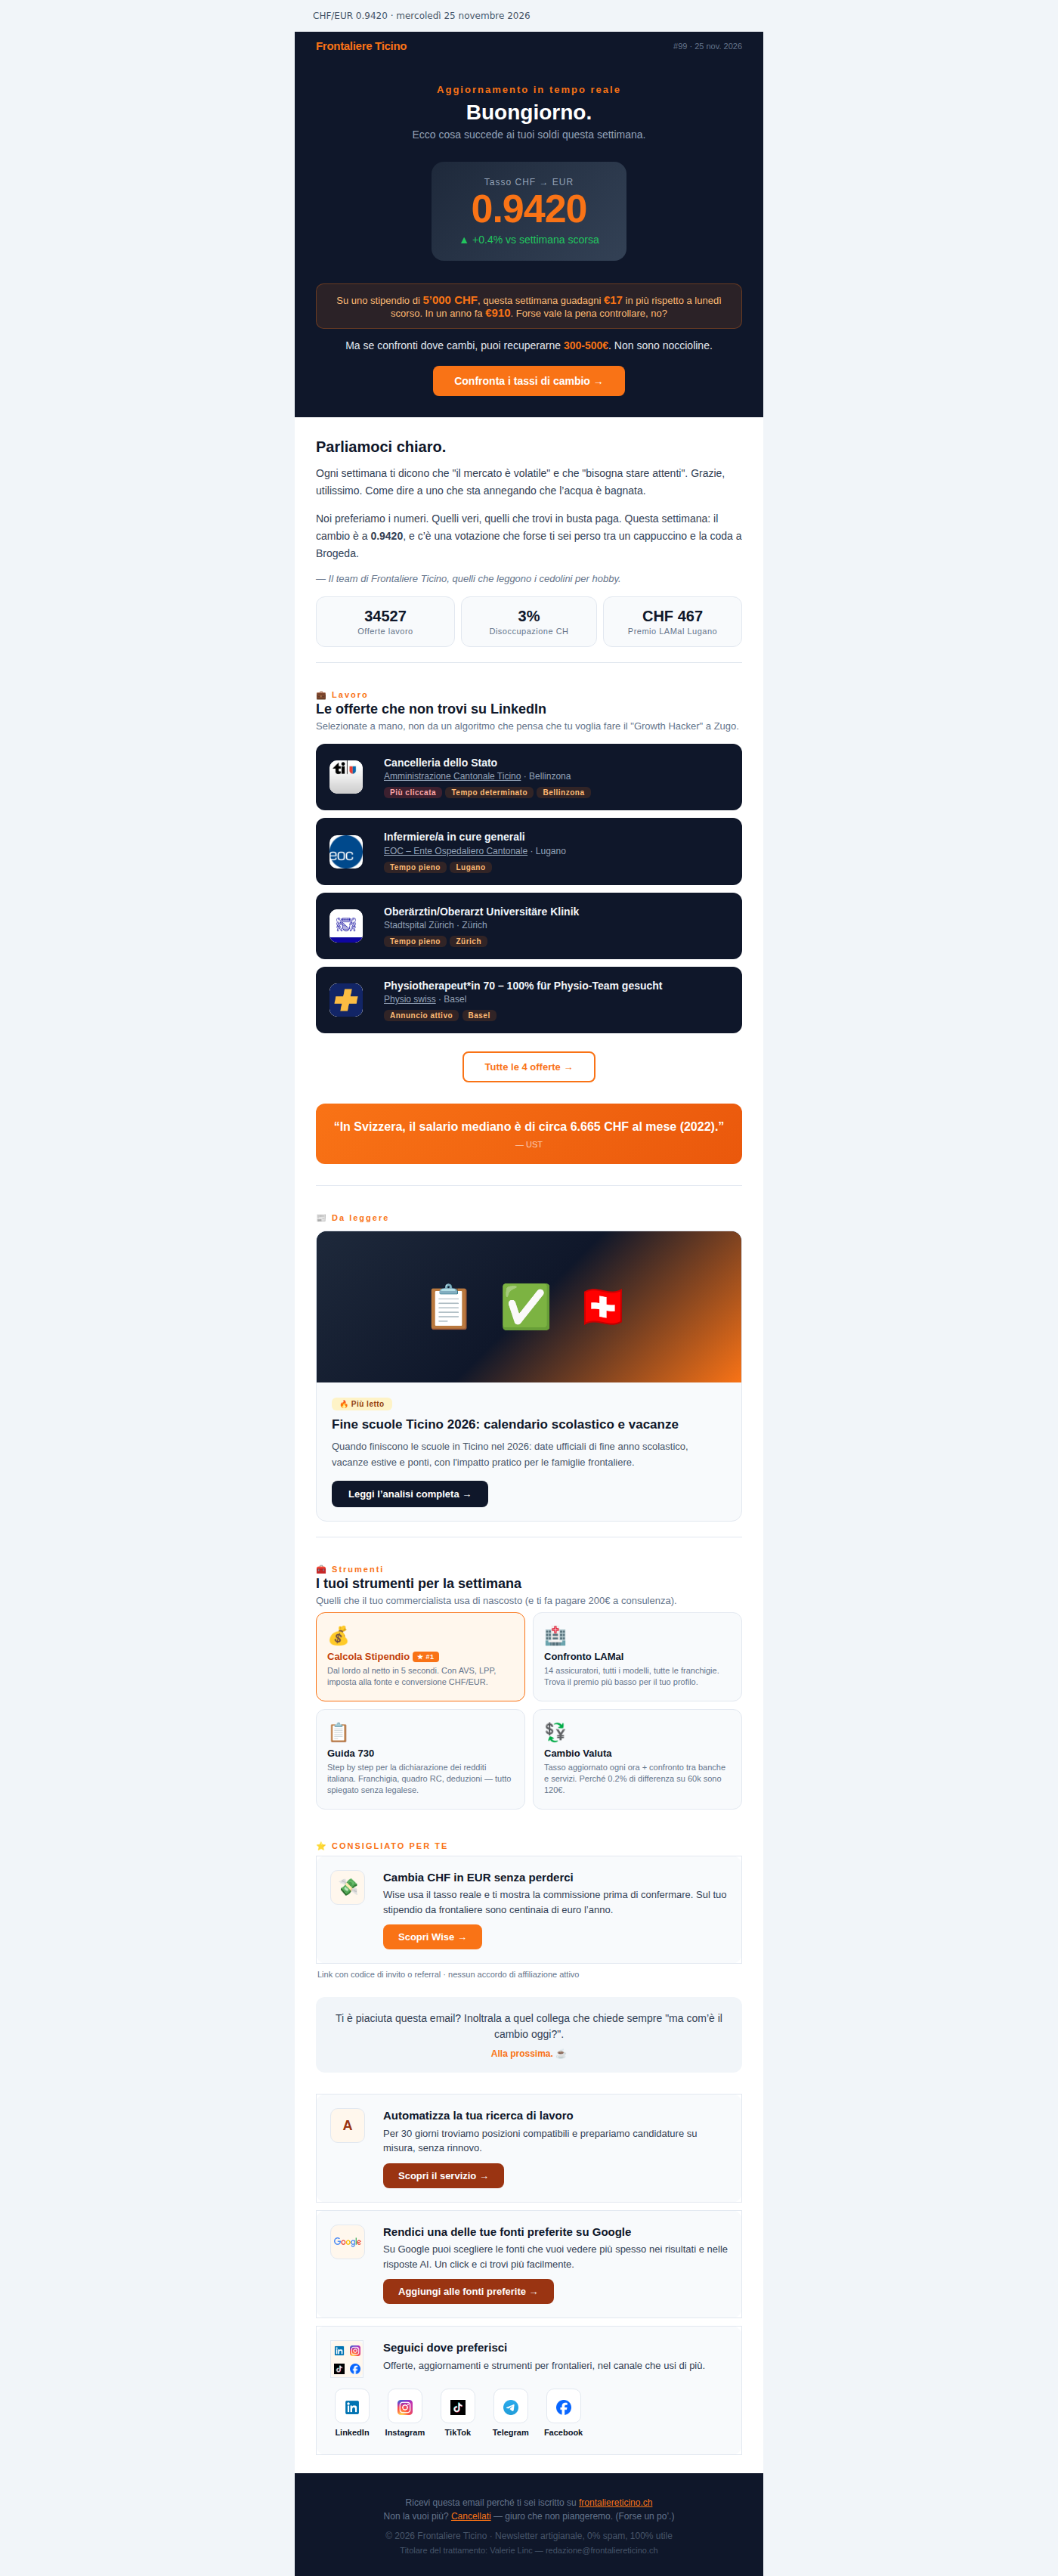 CHF/EUR 0.9420 · mercoledì 25 novembre 2026
Frontaliere Ticino
#99 · 25 nov. 2026
Aggiornamento in tempo reale
Buongiorno.
Ecco cosa succede ai tuoi soldi questa settimana.
Tasso CHF → EUR
0.9420
▲ +0.4% vs settimana scorsa
Su uno stipendio di 5'000 CHF, questa settimana guadagni €17 in più rispetto a lunedì
scorso. In un anno fa €910. Forse vale la pena controllare, no?
Ma se confronti dove cambi, puoi recuperarne 300-500€. Non sono noccioline.
Confronta i tassi di cambio →
Parliamoci chiaro.
Ogni settimana ti dicono che "il mercato è volatile" e che "bisogna stare attenti". Grazie,
utilissimo. Come dire a uno che sta annegando che l'acqua è bagnata.
Noi preferiamo i numeri. Quelli veri, quelli che trovi in busta paga. Questa settimana: il
cambio è a 0.9420, e c'è una votazione che forse ti sei perso tra un cappuccino e la coda a
Brogeda.
— Il team di Frontaliere Ticino, quelli che leggono i cedolini per hobby.
34527
Offerte lavoro
3%
Disoccupazione CH
CHF 467
Premio LAMal Lugano
💼 Lavoro
Le offerte che non trovi su LinkedIn
Selezionate a mano, non da un algoritmo che pensa che tu voglia fare il "Growth Hacker" a Zugo.
ti
Cancelleria dello Stato
Amministrazione Cantonale Ticino · Bellinzona
Più cliccata Tempo determinato Bellinzona
eoc
Infermiere/a in cure generali
EOC – Ente Ospedaliero Cantonale · Lugano
Tempo pieno Lugano
Oberärztin/Oberarzt Universitäre Klinik
Stadtspital Zürich · Zürich
Tempo pieno Zürich
Physiotherapeut*in 70 – 100% für Physio-Team gesucht
Physio swiss · Basel
Annuncio attivo Basel
Tutte le 4 offerte →
“In Svizzera, il salario mediano è di circa 6.665 CHF al mese (2022).”
— UST
📰 Da leggere
🔥 Più letto
Fine scuole Ticino 2026: calendario scolastico e vacanze
Quando finiscono le scuole in Ticino nel 2026: date ufficiali di fine anno scolastico,
vacanze estive e ponti, con l'impatto pratico per le famiglie frontaliere.
Leggi l'analisi completa →
🧰 Strumenti
I tuoi strumenti per la settimana
Quelli che il tuo commercialista usa di nascosto (e ti fa pagare 200€ a consulenza).
Calcola Stipendio ★ #1
Dal lordo al netto in 5 secondi. Con AVS, LPP,
imposta alla fonte e conversione CHF/EUR.
Confronto LAMal
14 assicuratori, tutti i modelli, tutte le franchigie.
Trova il premio più basso per il tuo profilo.
Guida 730
Step by step per la dichiarazione dei redditi
italiana. Franchigia, quadro RC, deduzioni — tutto
spiegato senza legalese.
Cambio Valuta
Tasso aggiornato ogni ora + confronto tra banche
e servizi. Perché 0.2% di differenza su 60k sono
120€.
⭐ CONSIGLIATO PER TE
Cambia CHF in EUR senza perderci
Wise usa il tasso reale e ti mostra la commissione prima di confermare. Sul tuo
stipendio da frontaliere sono centinaia di euro l'anno.
Scopri Wise →
Link con codice di invito o referral · nessun accordo di affiliazione attivo
Ti è piaciuta questa email? Inoltrala a quel collega che chiede sempre "ma com'è il
cambio oggi?".
Alla prossima. ☕
A
Automatizza la tua ricerca di lavoro
Per 30 giorni troviamo posizioni compatibili e prepariamo candidature su
misura, senza rinnovo.
Scopri il servizio →
Google
Rendici una delle tue fonti preferite su Google
Su Google puoi scegliere le fonti che vuoi vedere più spesso nei risultati e nelle
risposte AI. Un click e ci trovi più facilmente.
Aggiungi alle fonti preferite →
Seguici dove preferisci
Offerte, aggiornamenti e strumenti per frontalieri, nel canale che usi di più.
LinkedIn Instagram TikTok Telegram Facebook
Ricevi questa email perché ti sei iscritto su frontaliereticino.ch
Non la vuoi più? Cancellati — giuro che non piangeremo. (Forse un po'.)
© 2026 Frontaliere Ticino · Newsletter artigianale, 0% spam, 100% utile
Titolare del trattamento: Valerie Linc — redazione@frontaliereticino.ch